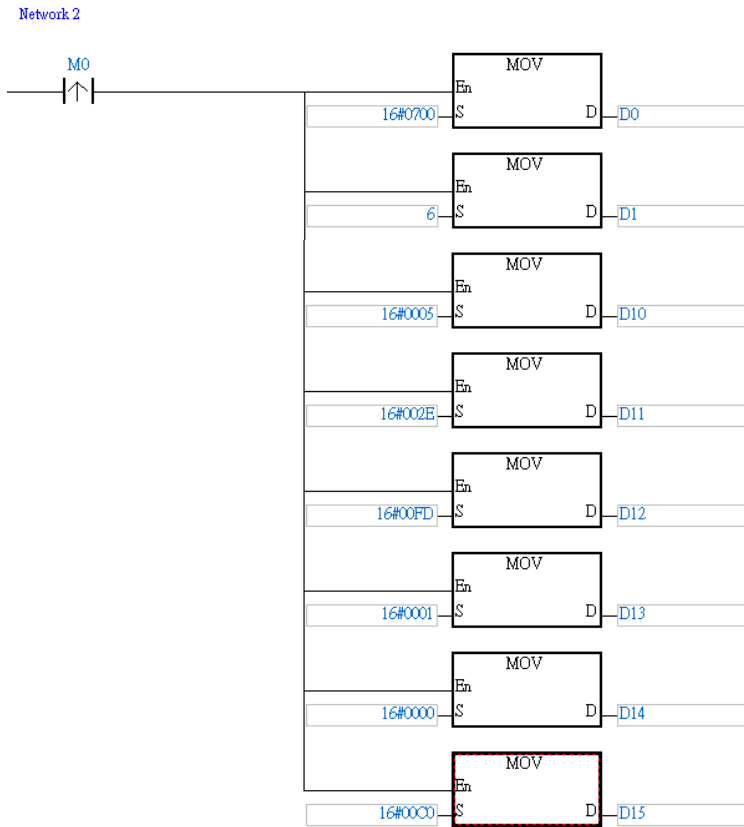 Network 2
M0
MOV
En
16#0700 S D D0
MOV
En
6 S D D1
MOV
En
16#0005 S D D10
MOV
En
16#002E S D D11
MOV
En
16#00FD S D D12
MOV
En
16#0001 S D D13
MOV
En
16#0000 S D D14
MOV
En
16#00C0 S D D15